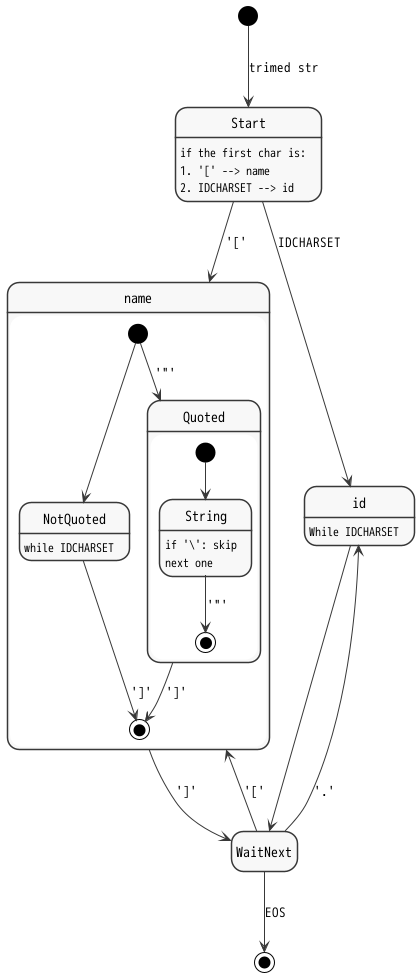 trimed str
Start
if the first char is:
1. '[' --> name
2. IDCHARSET --> id
'['
IDCHARSET
name
'"'
Quoted
String
if '\': skip
next one
'"'
NotQuoted
while IDCHARSET
id
While IDCHARSET
']'
']'
']'
'['
'.'
WaitNext
EOS